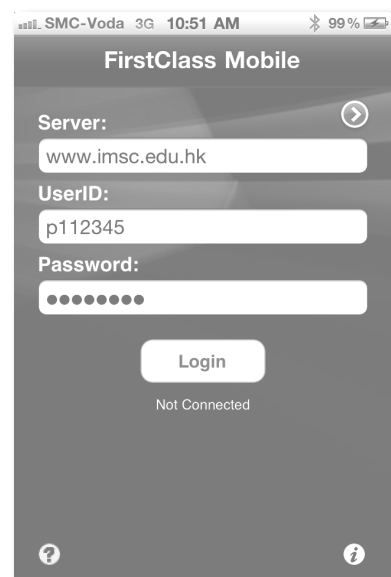 SMC-Voda 3G 10:51 AM 99%
FirstClass Mobile
Server:
www.imsc.edu.hk
UserID:
p112345
Password:
●●●●●●●●
Login
Not Connected
? i